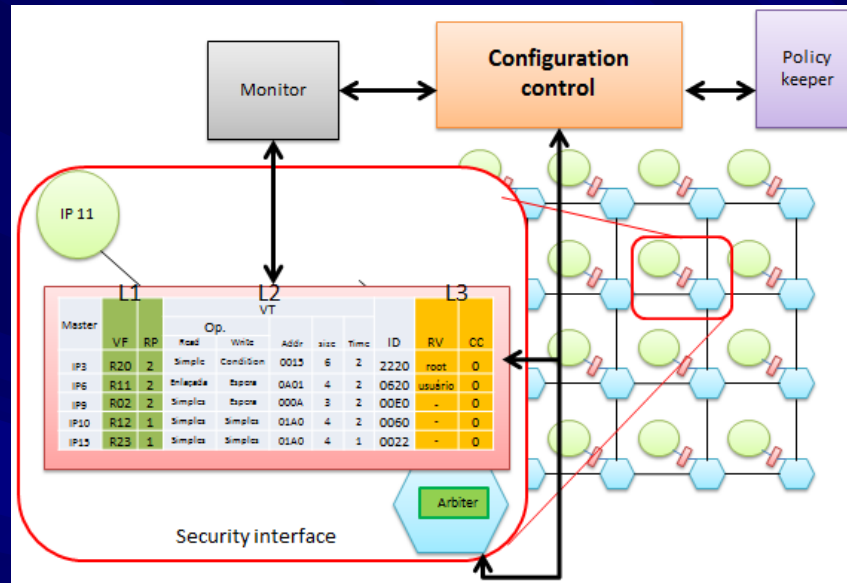 Configuration
control
Policy
keeper
Monitor
IP 11
L1 L2 L3
VT
Master Op.
VF RP Read Write Addr size Time ID RV CC
IP3 R20 2 Simple Condition 0015 6 2 2220 root 0
IP6 R11 2 Enlaçada Espera 0A01 4 2 0620 usuário 0
IP9 R02 2 Simples Espera 000A 3 2 00E0 - 0
IP10 R12 1 Simples Simples 01A0 4 2 0060 - 0
IP15 R23 1 Simples Simples 01A0 4 1 0022 - 0
Arbiter
Security interface